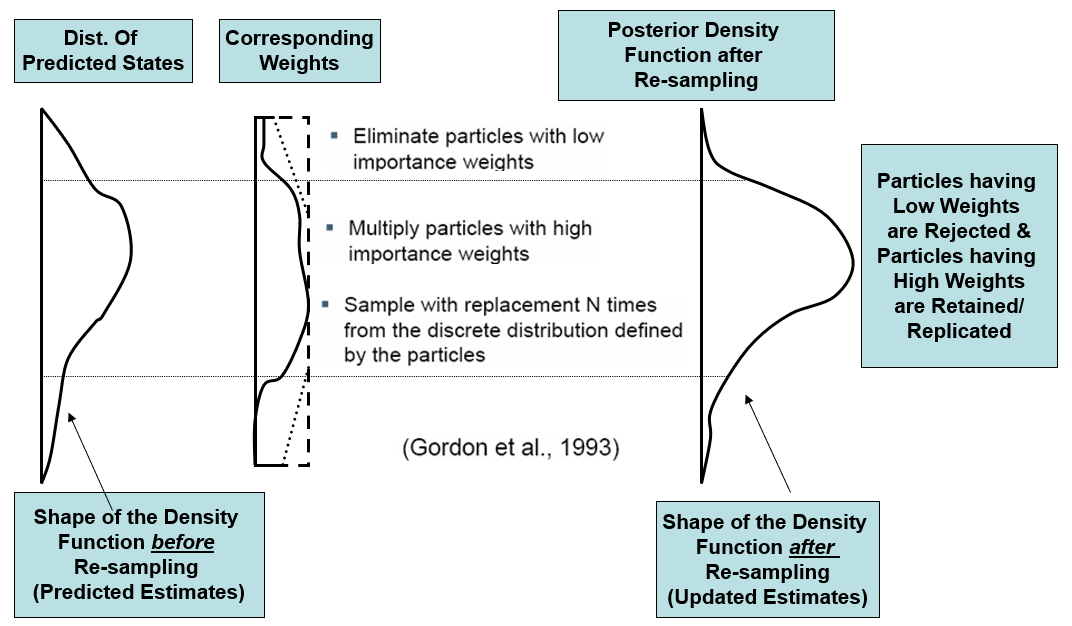 Dist. Of
Predicted States
Corresponding
Weights
Posterior Density
Function after
Re-sampling
Eliminate particles with low
importance weights
Multiply particles with high
importance weights
Sample with replacement N times
from the discrete distribution defined
by the particles
(Gordon et al., 1993)
Particles having
Low Weights
are Rejected &
Particles having
High Weights
are Retained/
Replicated
Shape of the Density
Function before
Re-sampling
(Predicted Estimates)
Shape of the Density
Function after
Re-sampling
(Updated Estimates)